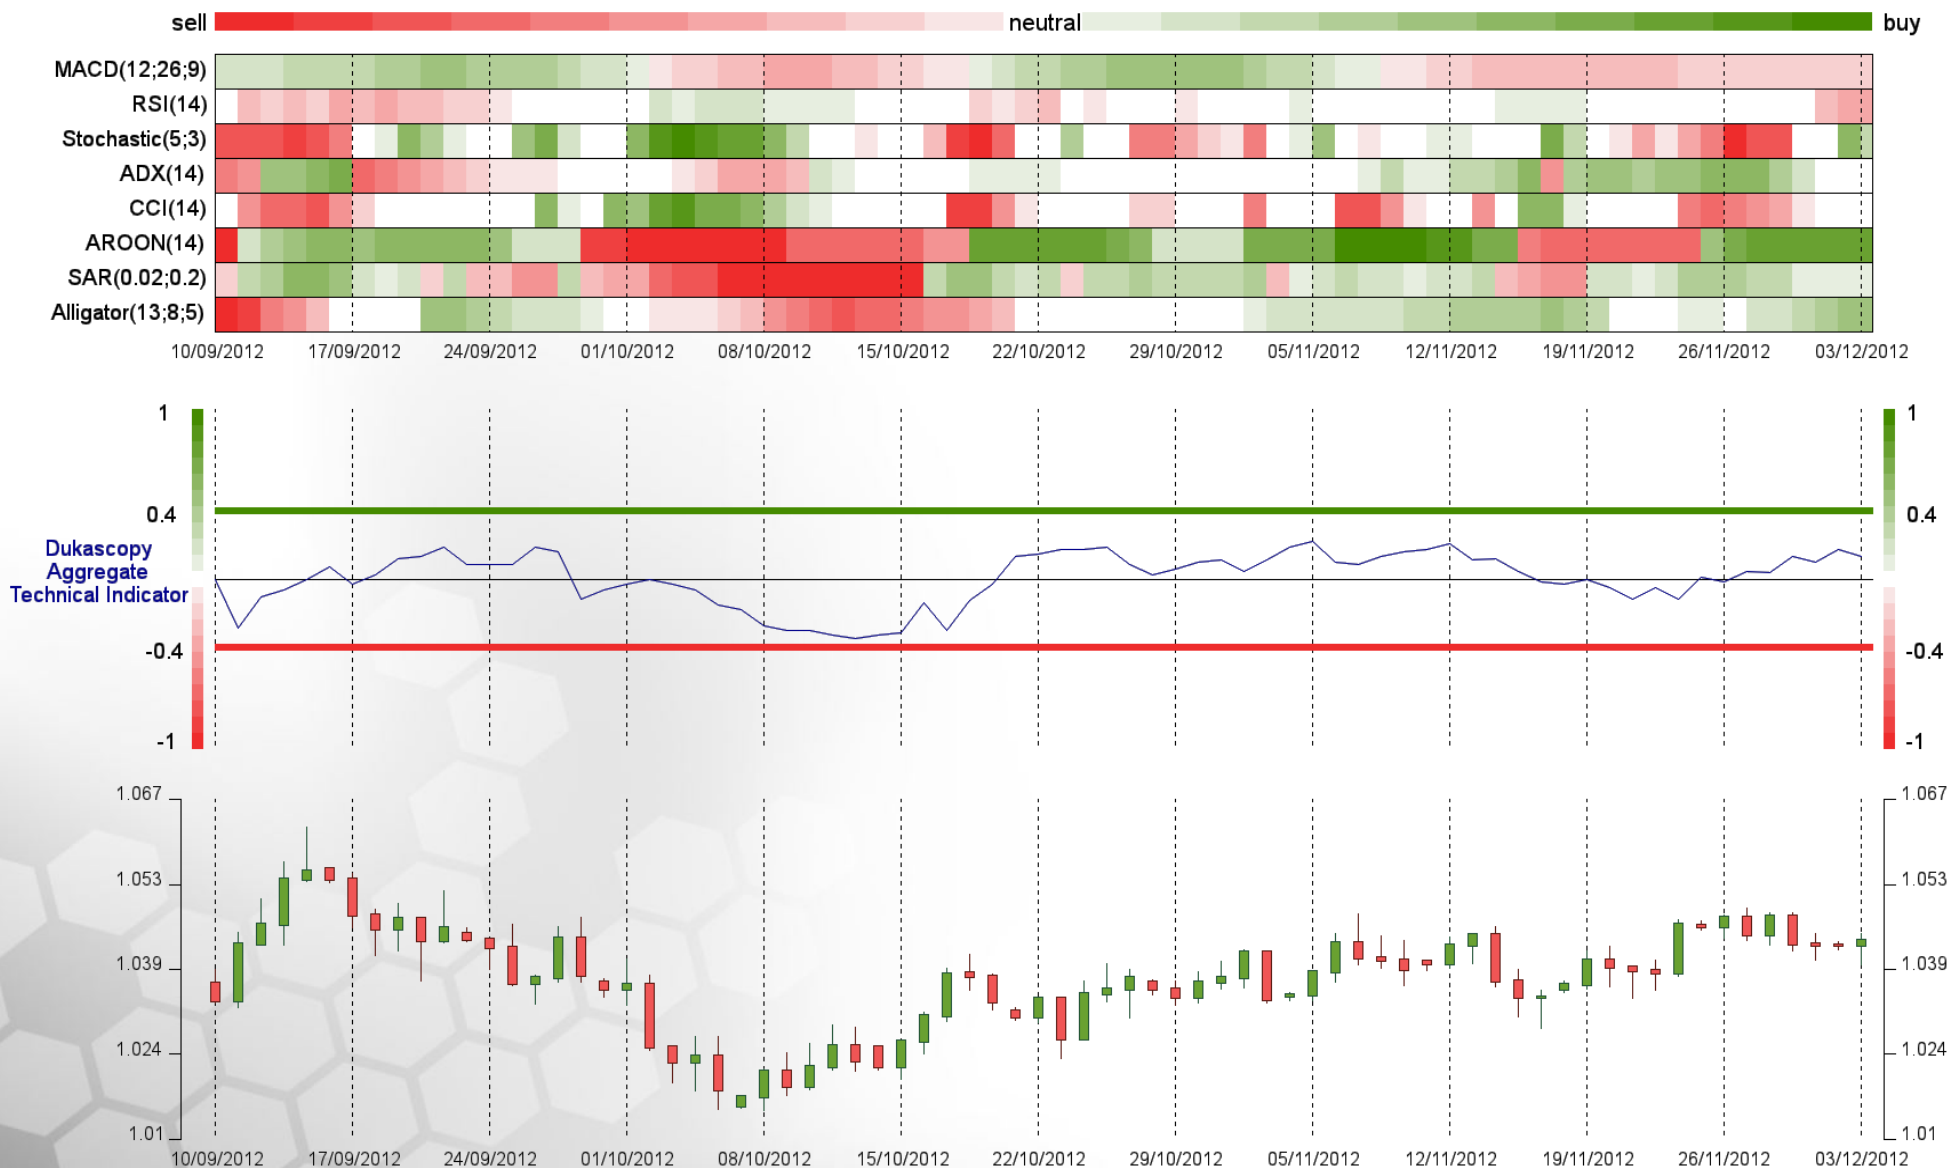 sell neutral buy
MACD(12;26;9)
RSI(14)
Stochastic(5;3)
ADX(14)
CCI(14)
AROON(14)
SAR(0.02;0.2)
Alligator(13;8;5)
10/09/2012 17/09/2012 24/09/2012 01/10/2012 08/10/2012 15/10/2012 22/10/2012 29/10/2012 05/11/2012 12/11/2012 19/11/2012 26/11/2012 03/12/2012
1 1
0.4 0.4
Dukascopy
Aggregate
Technical Indicator
-0.4 -0.4
-1 -1
1.067 1.067
1.053 1.053
1.039 1.039
1.024 1.024
1.01 1.01
10/09/2012 17/09/2012 24/09/2012 01/10/2012 08/10/2012 15/10/2012 22/10/2012 29/10/2012 05/11/2012 12/11/2012 19/11/2012 26/11/2012 03/12/2012